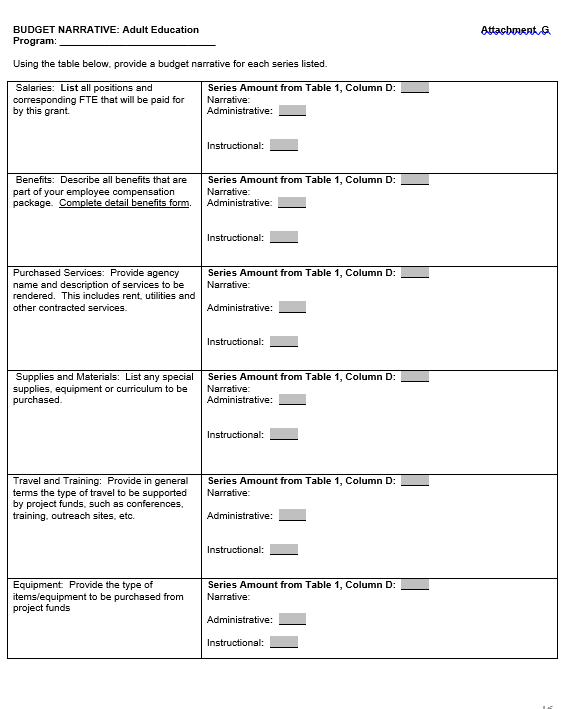 BUDGET NARRATIVE: Adult Education Attachment G
Program: ____________________________
Using the table below, provide a budget narrative for each series listed.
Salaries: List all positions and
corresponding FTE that will be paid for
by this grant.
Series Amount from Table 1, Column D:
Narrative:
Administrative:
Instructional:
Benefits: Describe all benefits that are
part of your employee compensation
package. Complete detail benefits form.
Series Amount from Table 1, Column D:
Narrative:
Administrative:
Instructional:
Purchased Services: Provide agency
name and description of services to be
rendered. This includes rent, utilities and
other contracted services.
Series Amount from Table 1, Column D:
Narrative:
Administrative:
Instructional:
Supplies and Materials: List any special
supplies, equipment or curriculum to be
purchased.
Series Amount from Table 1, Column D:
Narrative:
Administrative:
Instructional:
Travel and Training: Provide in general
terms the type of travel to be supported
by project funds, such as conferences,
training, outreach sites, etc.
Series Amount from Table 1, Column D:
Narrative:
Administrative:
Instructional:
Equipment: Provide the type of
items/equipment to be purchased from
project funds
Series Amount from Table 1, Column D:
Narrative:
Administrative:
Instructional: